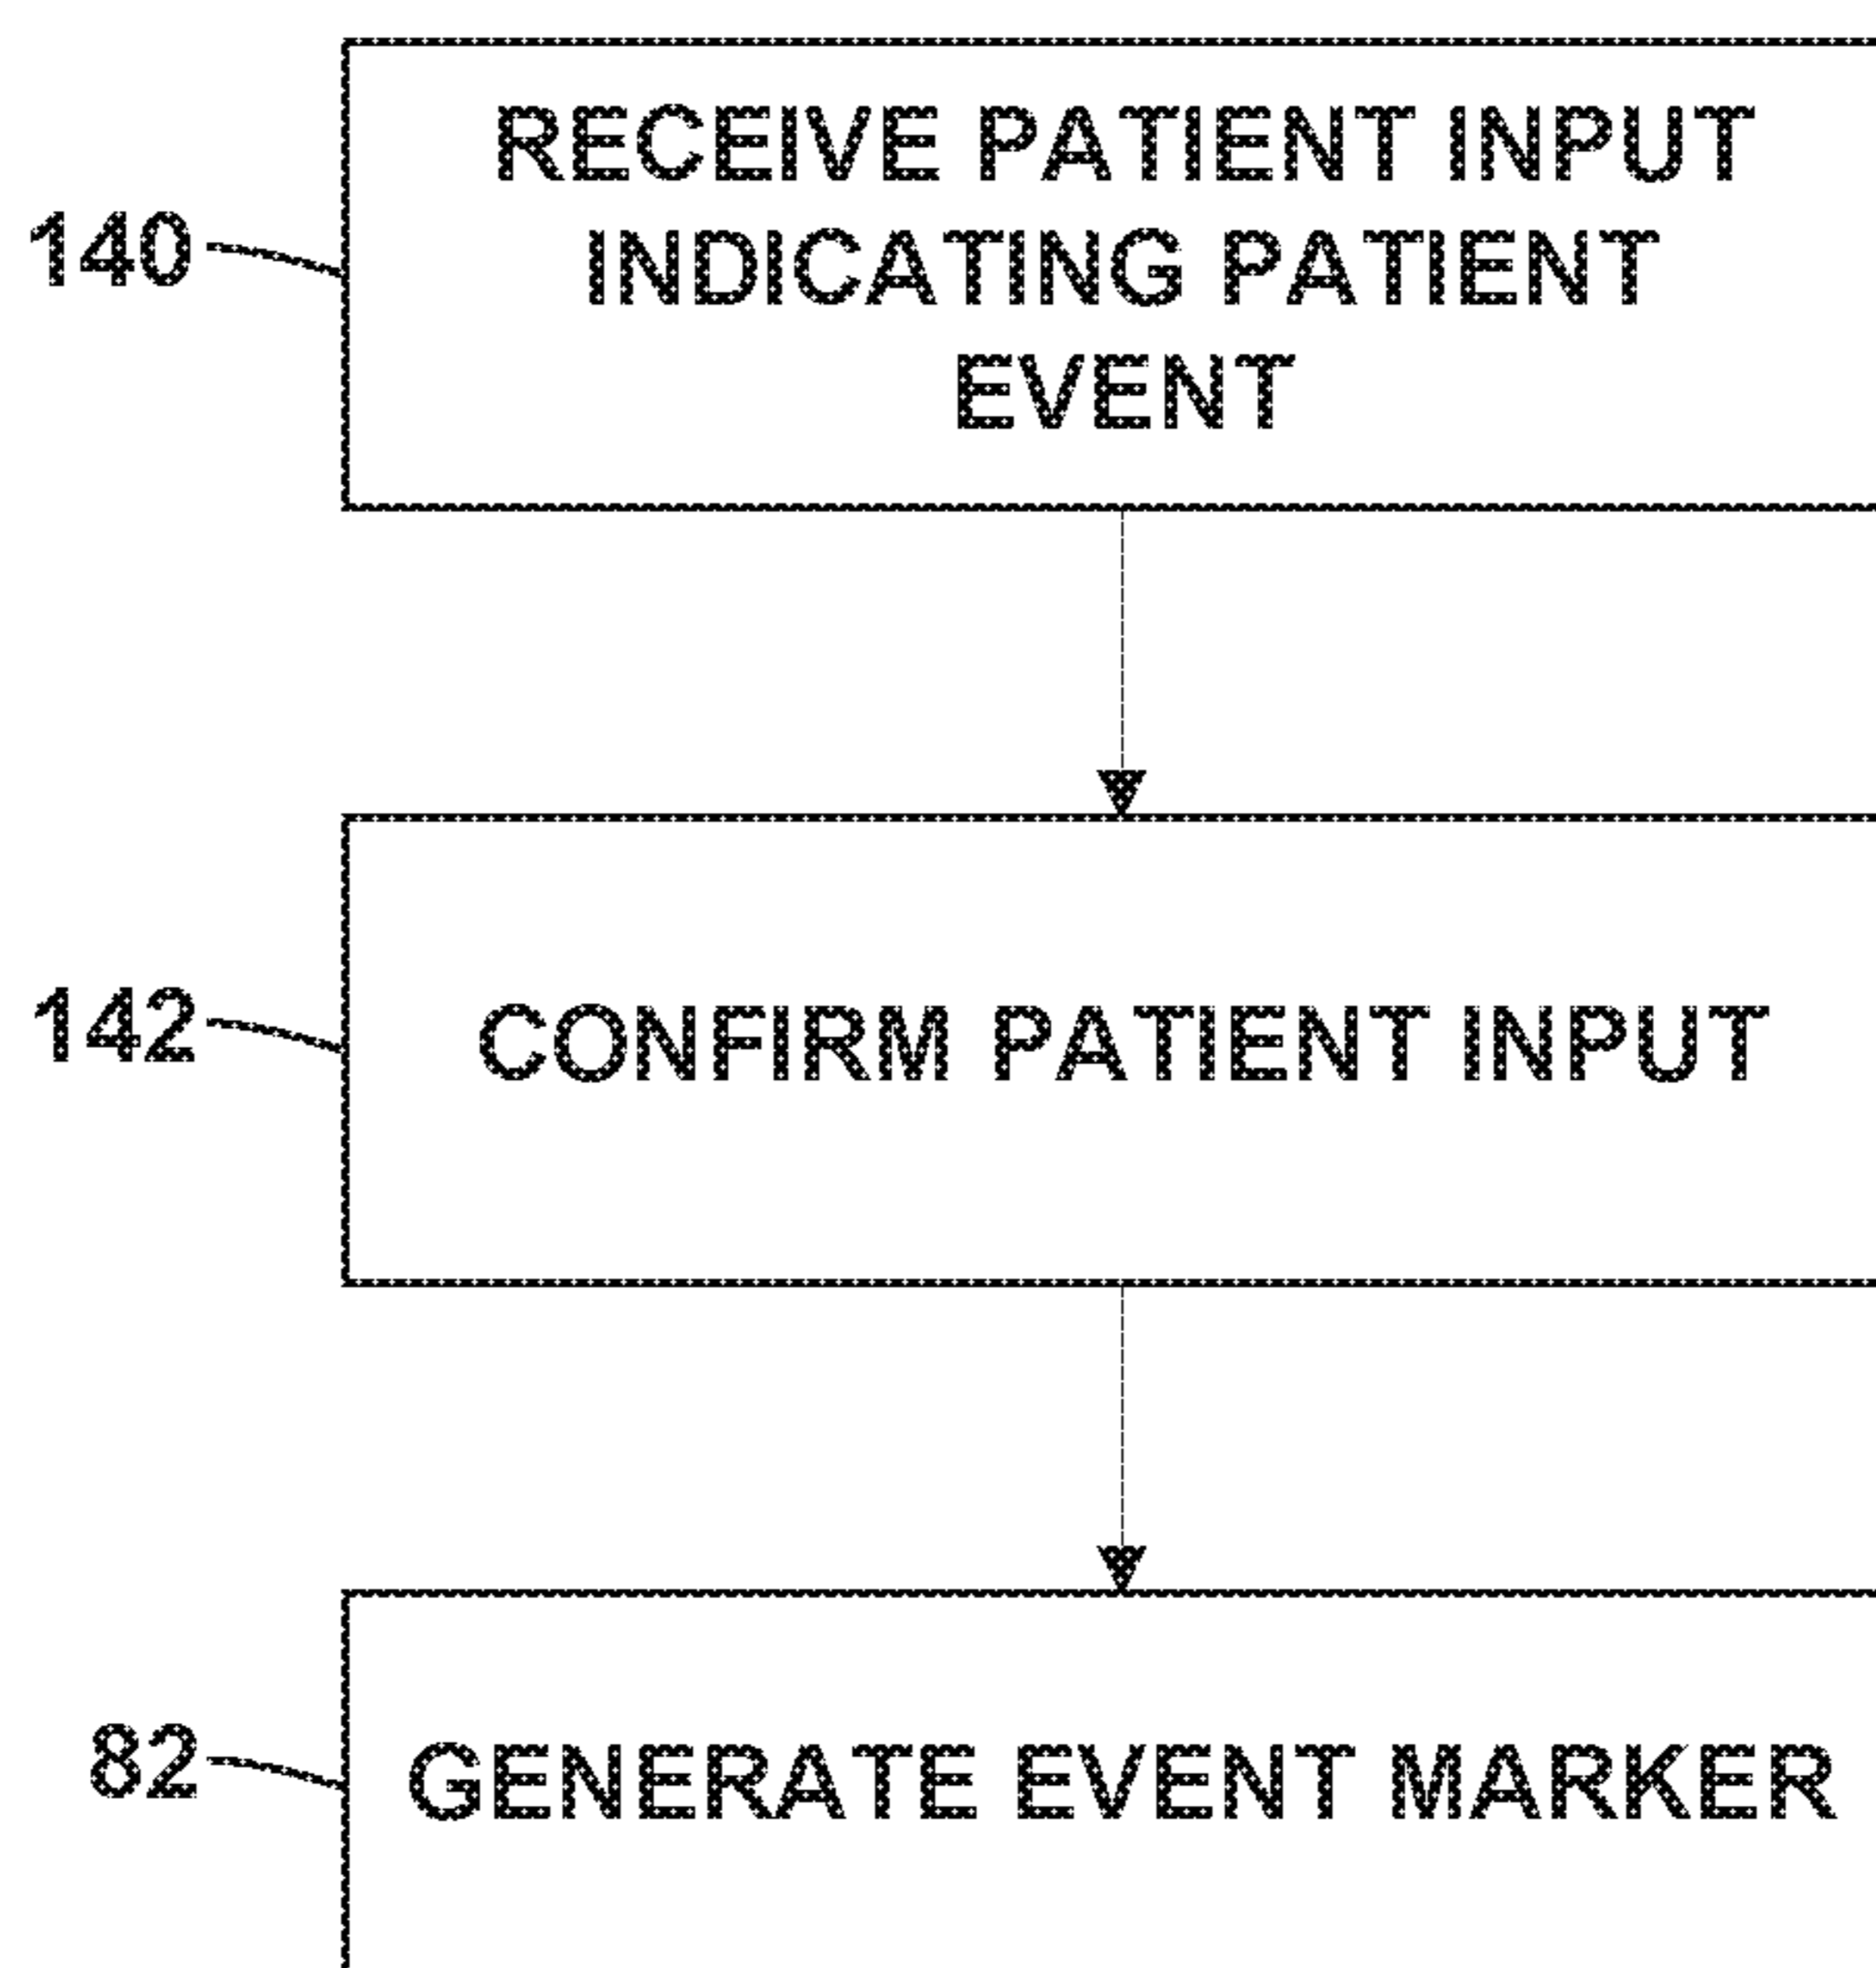 RECEIVE PATIENT INPUT
140
INDICATING PATIENT
EVENT
142
CONFIRM PATIENT INPUT
82
GENERATE EVENT MARKER